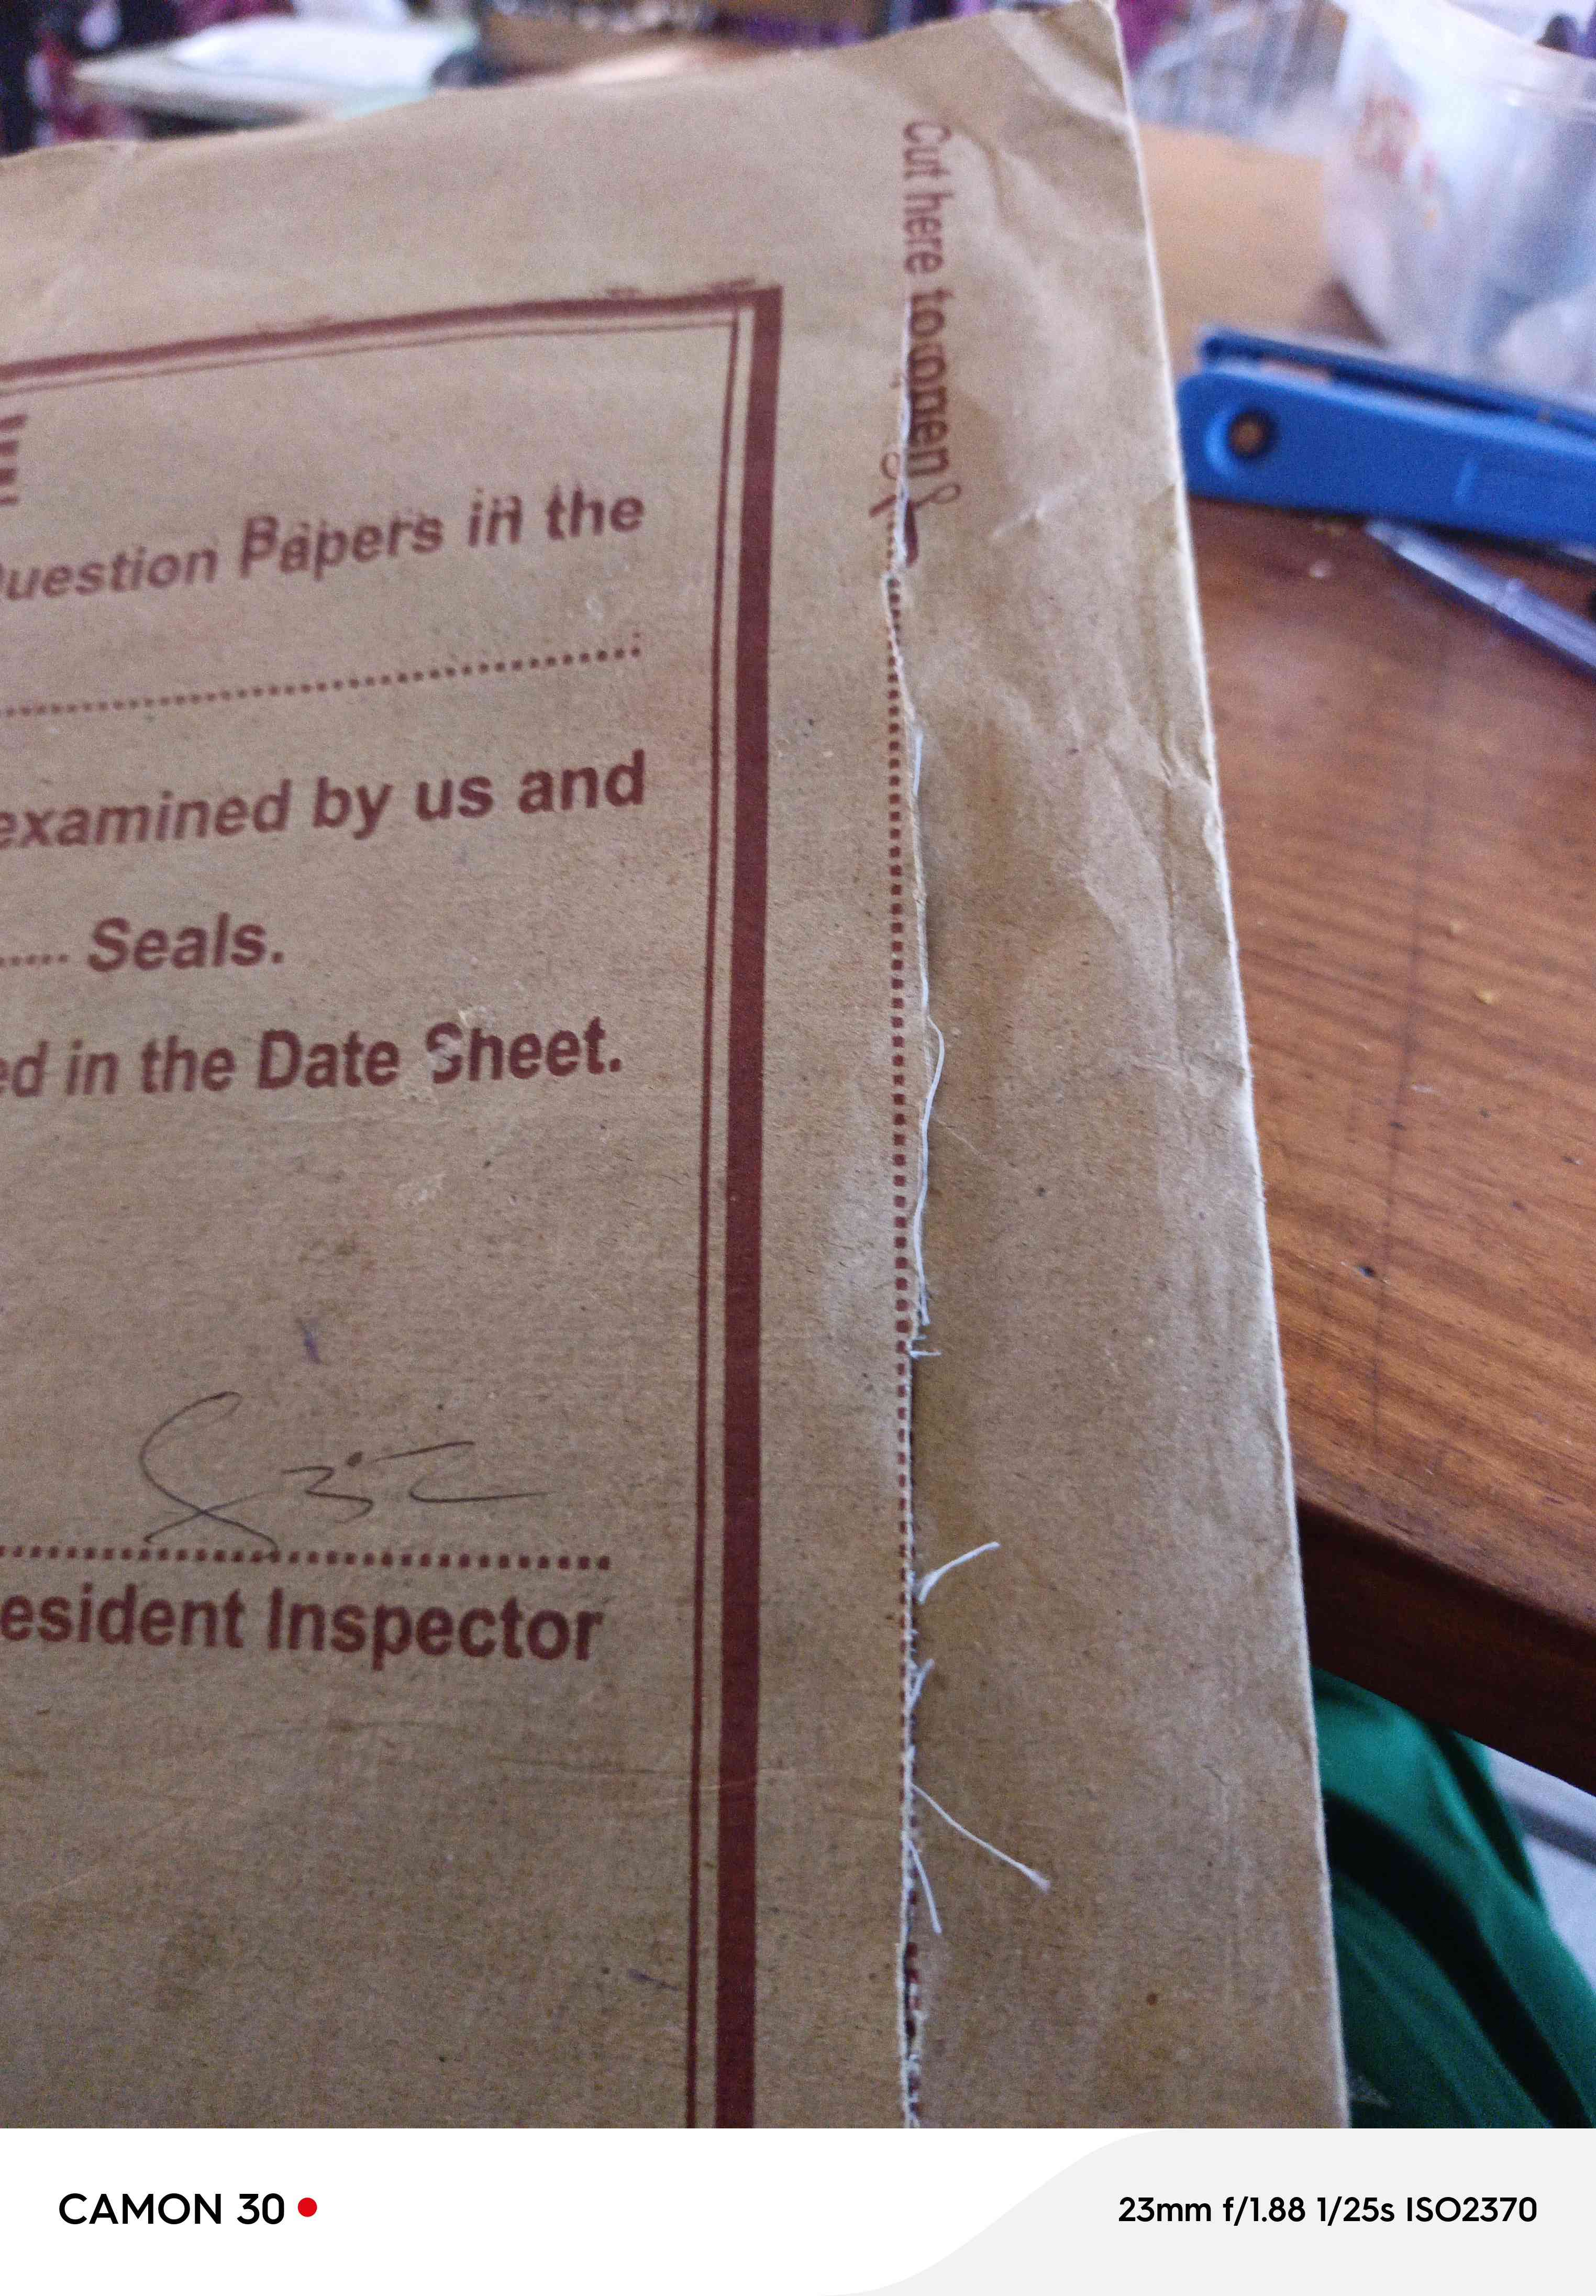 Cut here to open
Question Papers in the
examined by us and
..... Seals.
ed in the Date Sheet.
esident Inspector
CAMON 30
23mm f/1.88 1/25s ISO2370